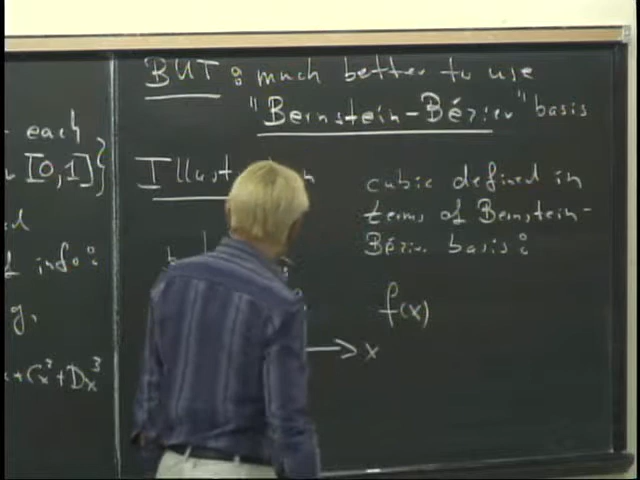 each
[0,1]}
info:
g.
x+Cx²+Dx³
BUT: much better to use
"Bernstein-Bézier" basis
Illust
cubic defined in
terms of Bernstein-
Bézier basis:
f(x)
x